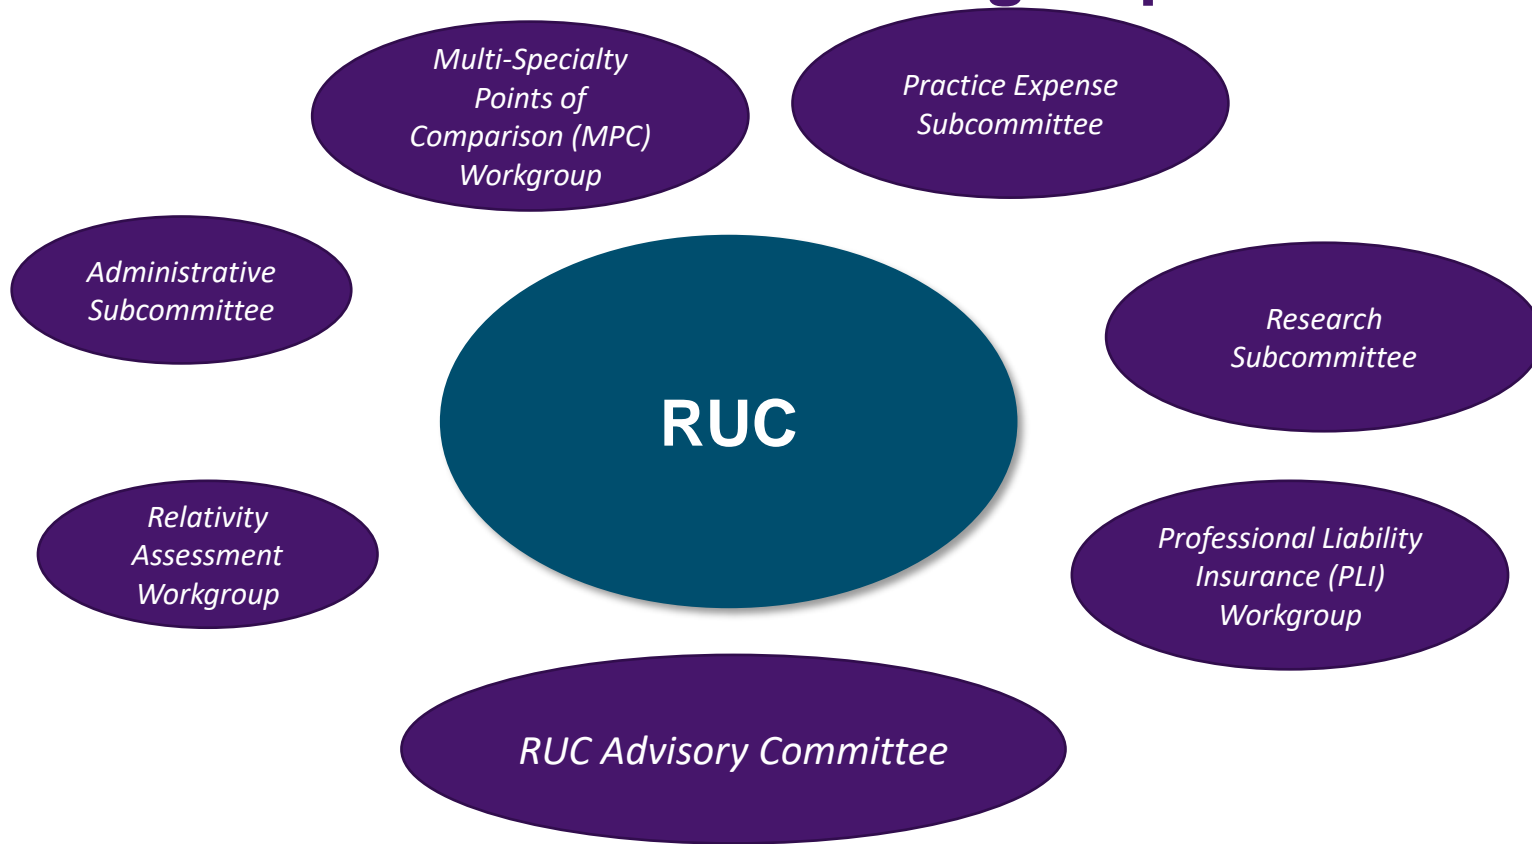 Multi-Specialty
Points of
Comparison (MPC)
Workgroup
Practice Expense
Subcommittee
Administrative
Subcommittee
Research
Subcommittee
RUC
Relativity
Assessment
Workgroup
Professional Liability
Insurance (PLI)
Workgroup
RUC Advisory Committee